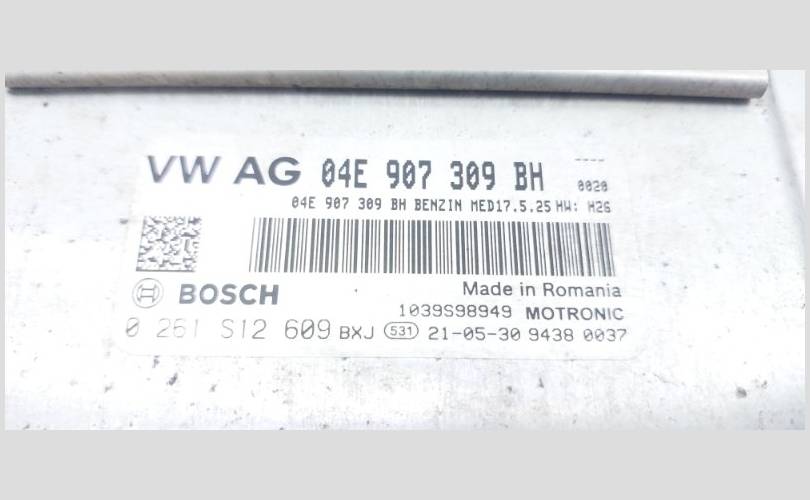 VW AG 04E 907 309 BH
---- 0020
04E 907 309 BH BENZIN MED17.5.25 HW: H26
BOSCH
Made in Romania
1039S98949 MOTRONIC
0 261 S12 609 BXJ 531 21-05-30 9438 0037